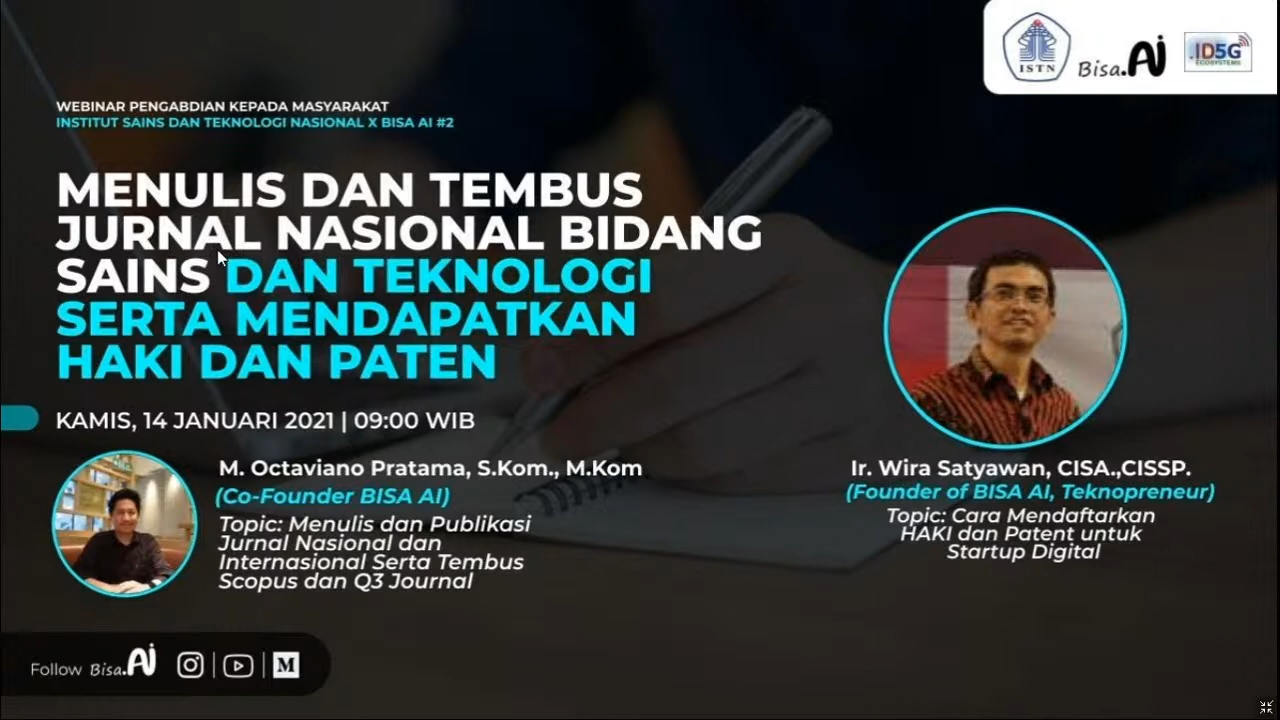 ISTN
Bisa.AI
.ID5G
ECOSYSTEMS
WEBINAR PENGABDIAN KEPADA MASYARAKAT
INSTITUT SAINS DAN TEKNOLOGI NASIONAL X BISA AI #2
MENULIS DAN TEMBUS
JURNAL NASIONAL BIDANG
SAINS DAN TEKNOLOGI
SERTA MENDAPATKAN
HAKI DAN PATEN
KAMIS, 14 JANUARI 2021 | 09:00 WIB
M. Octaviano Pratama, S.Kom., M.Kom
(Co-Founder BISA AI)
Topic: Menulis dan Publikasi
Jurnal Nasional dan
Internasional Serta Tembus
Scopus dan Q3 Journal
Ir. Wira Satyawan, CISA.,CISSP.
(Founder of BISA AI, Teknopreneur)
Topic: Cara Mendaftarkan
HAKI dan Patent untuk
Startup Digital
Follow Bisa.AI
M